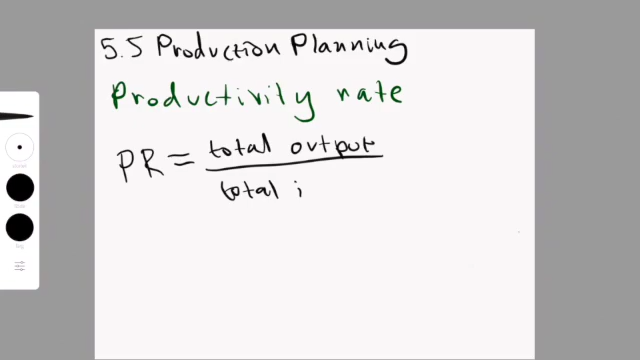 5.5 Production Planning
Productivity rate
PR = total output
total i